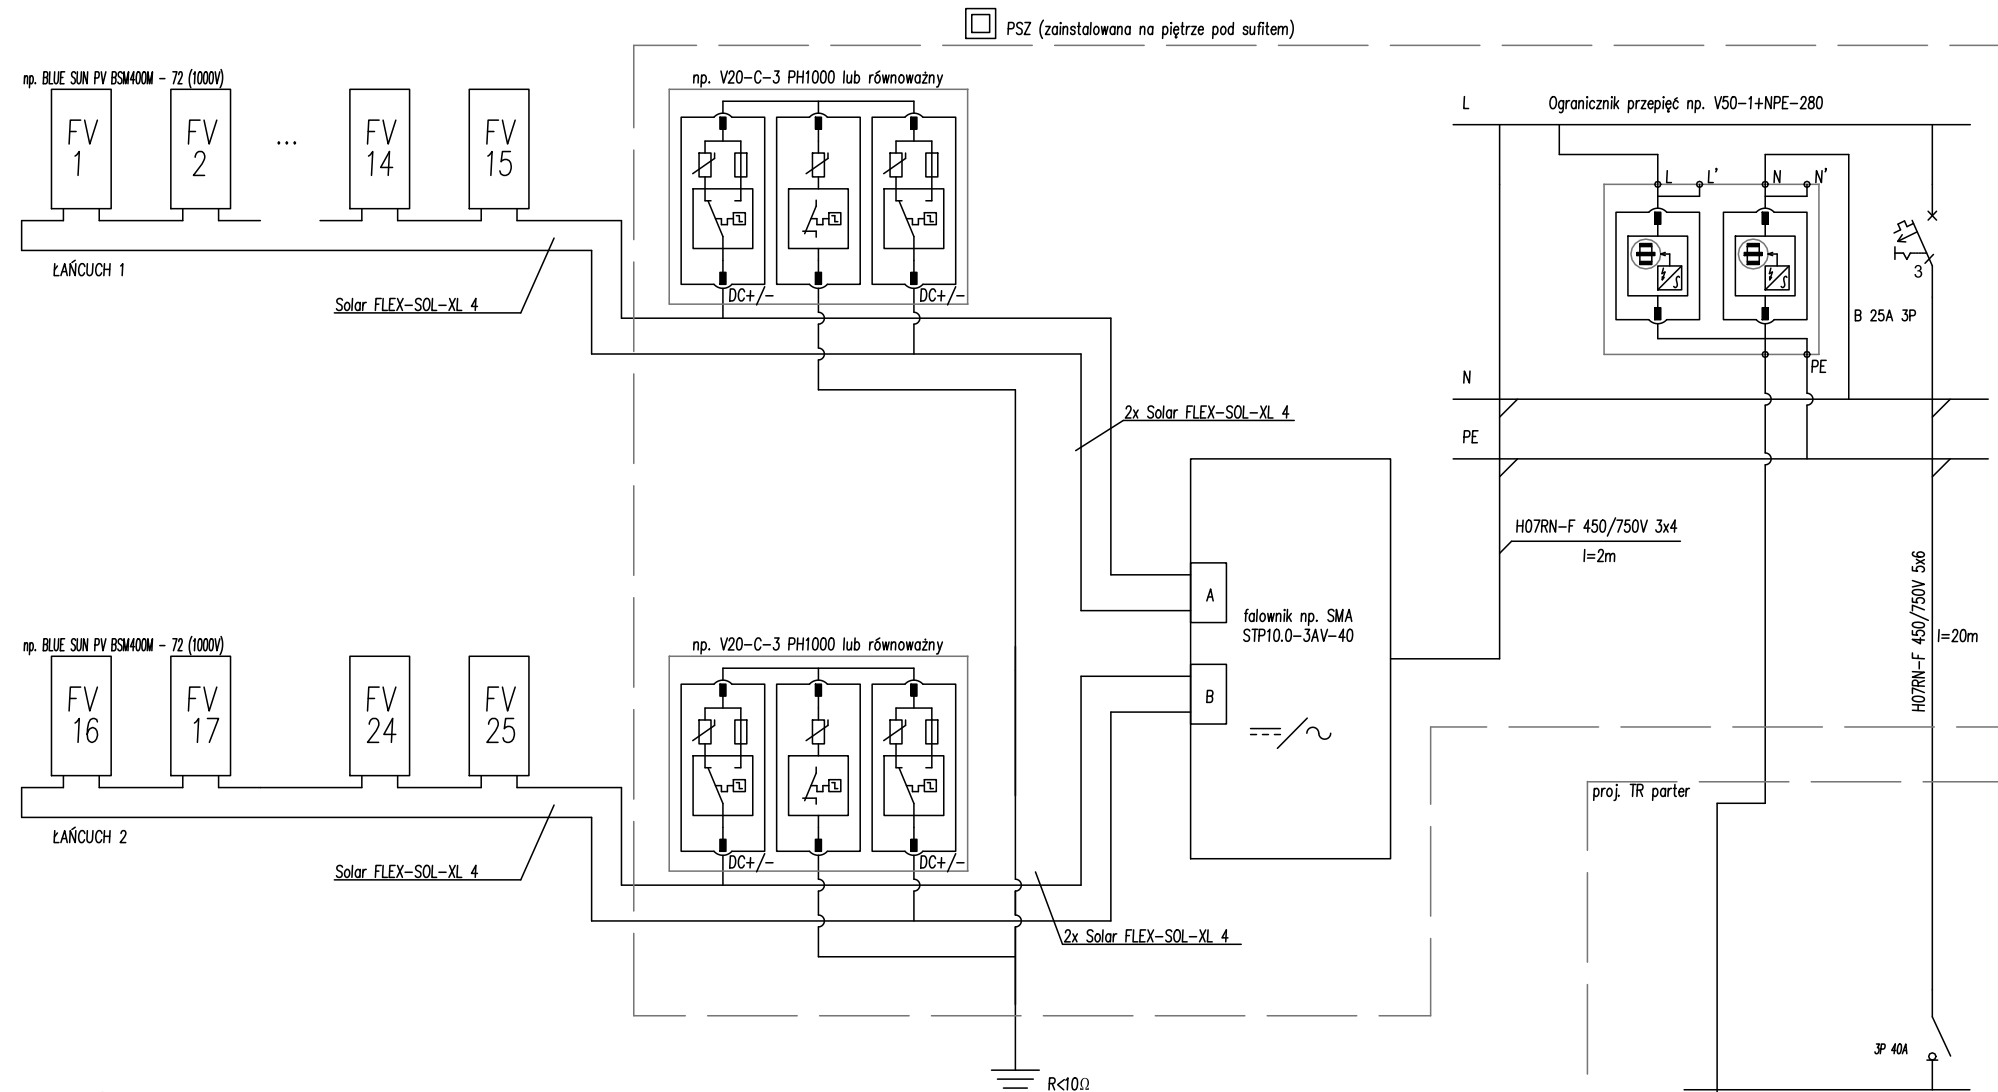 PSZ (zainstalowana na piętrze pod sufitem)
np. BLUE SUN PV BSM400M - 72 (1000V)
FV 1
FV 2
...
FV 14
FV 15
ŁAŃCUCH 1
Solar FLEX-SOL-XL 4
np. V20-C-3 PH1000 lub równoważny
DC+/-
DC+/-
2x Solar FLEX-SOL-XL 4
L
Ogranicznik przepięć np. V50-1+NPE-280
L
L'
N
N'
3
B 25A 3P
PE
N
PE
H07RN-F 450/750V 3x4
l=2m
H07RN-F 450/750V 5x6
l=20m
A
falownik np. SMA
STP10.0-3AV-40
B
np. BLUE SUN PV BSM400M - 72 (1000V)
FV 16
FV 17
FV 24
FV 25
ŁAŃCUCH 2
Solar FLEX-SOL-XL 4
np. V20-C-3 PH1000 lub równoważny
DC+/-
DC+/-
2x Solar FLEX-SOL-XL 4
proj. TR parter
3P 40A
R<10Ω